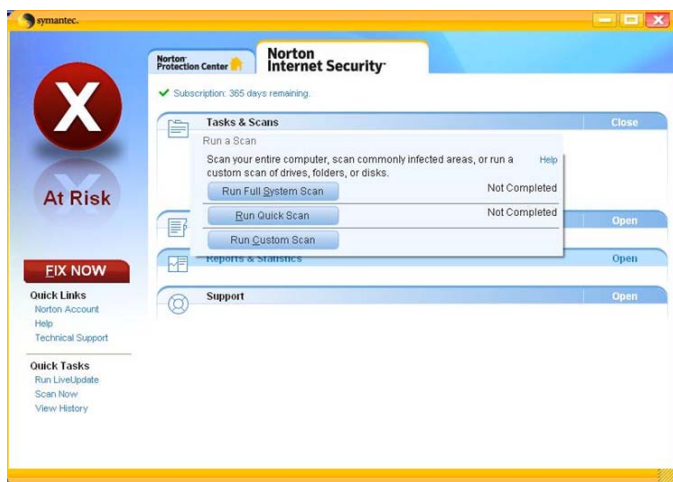 symantec.
Norton
Protection Center
Norton
Internet Security
Subscription: 365 days remaining.
X
At Risk
FIX NOW
Quick Links
Norton Account
Help
Technical Support
Quick Tasks
Run LiveUpdate
Scan Now
View History
Tasks & Scans Close
Run a Scan
Scan your entire computer, scan commonly infected areas, or run a Help
custom scan of drives, folders, or disks.
Run Full System Scan Not Completed
Run Quick Scan Not Completed
Run Custom Scan
Open
Reports & Statistics Open
Support Open